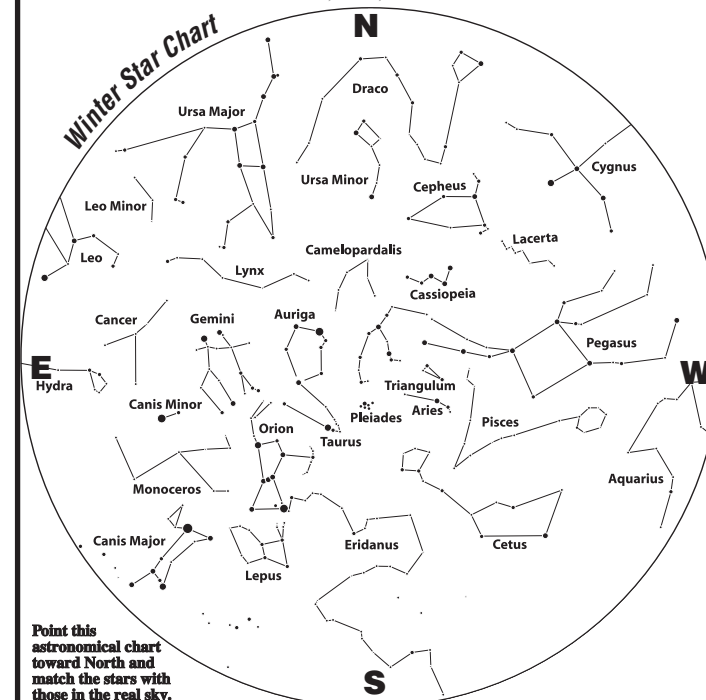 Winter Star Chart
N
Draco
Ursa Major
Cygnus
Ursa Minor
Cepheus
Leo Minor
Lacerta
Camelopardalis
Leo
Lynx
Cassiopeia
Auriga
Cancer
Gemini
Pegasus
E
W
Hydra
Triangulum
Canis Minor
Aries
Pleiades
Pisces
Orion
Taurus
Aquarius
Monoceros
Canis Major
Eridanus
Cetus
Lepus
Point this
astronomical chart
toward North and
match the stars with
those in the real sky.
S